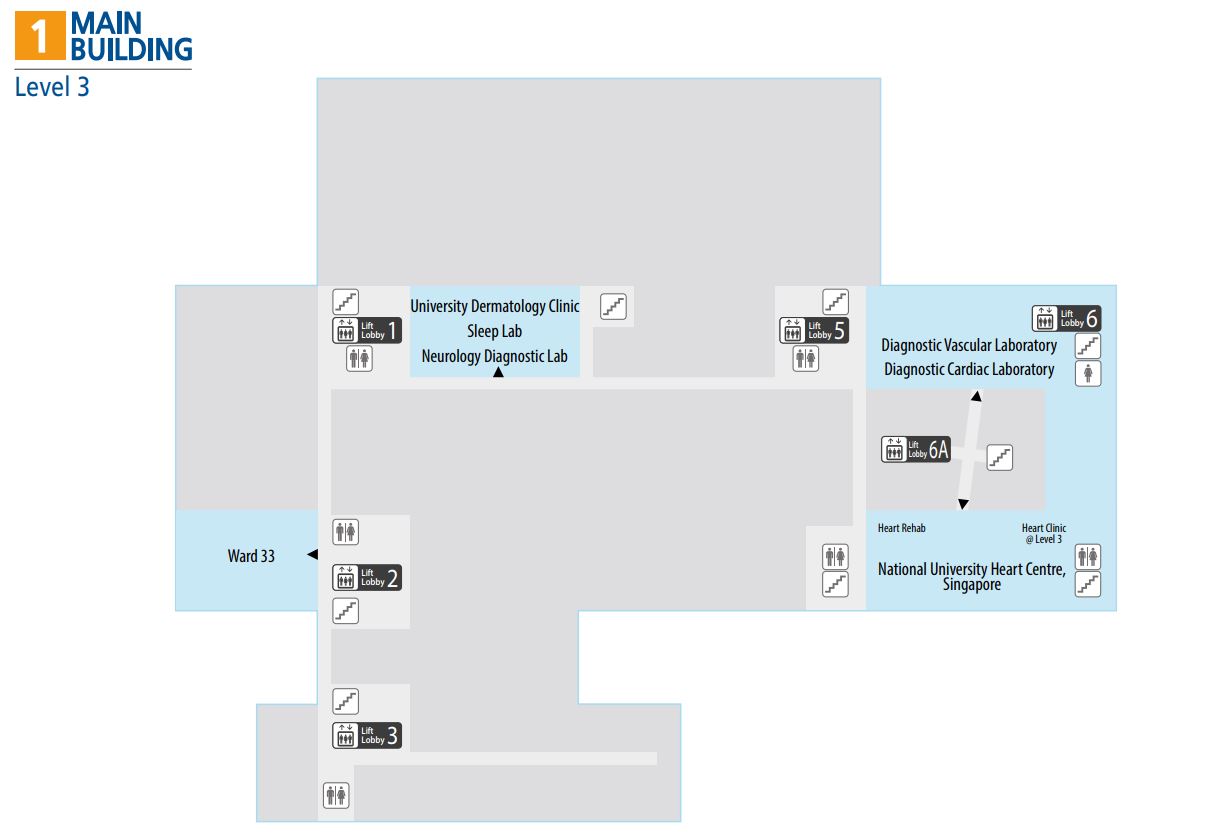 1 MAIN
BUILDING
Level 3
Lift
Lobby 1
University Dermatology Clinic
Sleep Lab
Neurology Diagnostic Lab
Lift
Lobby 5
Lift
Lobby 6
Diagnostic Vascular Laboratory
Diagnostic Cardiac Laboratory
Lift
Lobby 6A
Ward 33
Lift
Lobby 2
Heart Rehab
Heart Clinic
@ Level 3
National University Heart Centre,
Singapore
Lift
Lobby 3